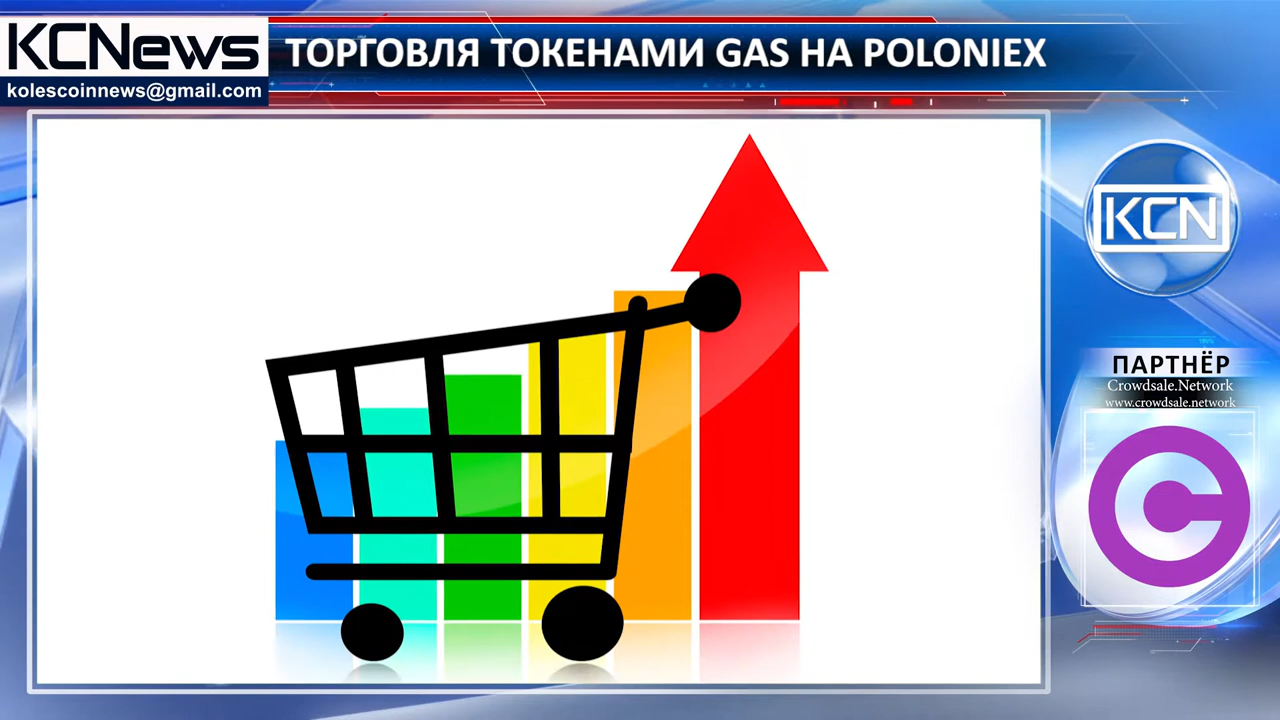 KCNews
kolescoinnews@gmail.com
ТОРГОВЛЯ ТОКЕНАМИ GAS НА POLONIEX
KCN
ПАРТНЁР
Crowdsale.Network
www.crowdsale.network